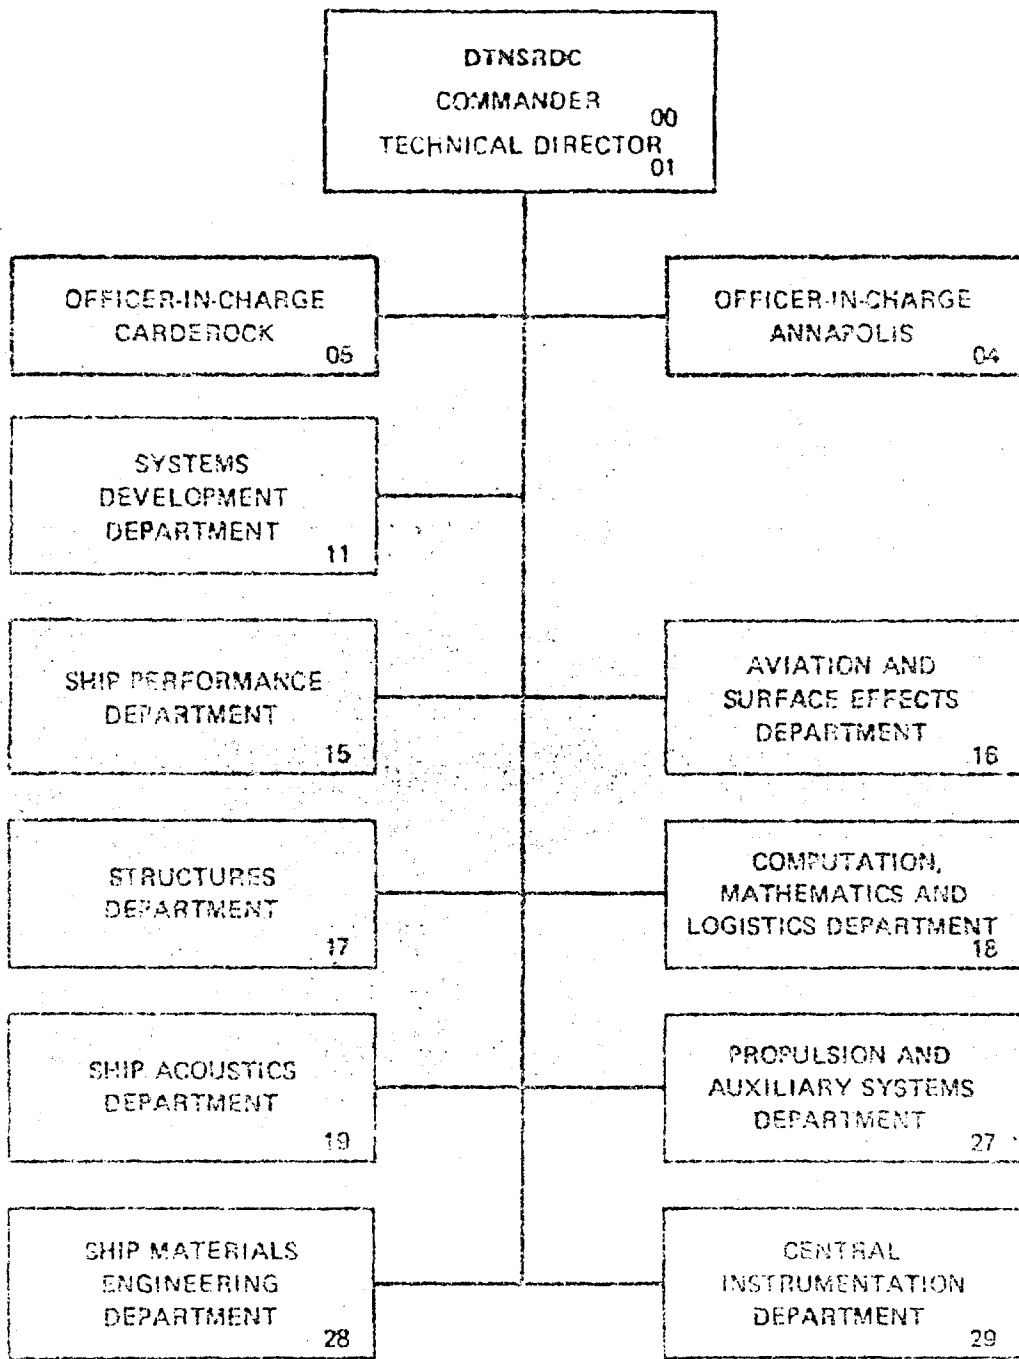 DTNSRDC
COMMANDER
00
TECHNICAL DIRECTOR
01
OFFICER-IN-CHARGE
CARDEROCK
05
OFFICER-IN-CHARGE
ANNAPOLIS
04
SYSTEMS
DEVELOPMENT
DEPARTMENT
11
SHIP PERFORMANCE
DEPARTMENT
15
AVIATION AND
SURFACE EFFECTS
DEPARTMENT
16
STRUCTURES
DEPARTMENT
17
COMPUTATION,
MATHEMATICS AND
LOGISTICS DEPARTMENT
18
SHIP ACOUSTICS
DEPARTMENT
19
PROPULSION AND
AUXILIARY SYSTEMS
DEPARTMENT
27
SHIP MATERIALS
ENGINEERING
DEPARTMENT
28
CENTRAL
INSTRUMENTATION
DEPARTMENT
29